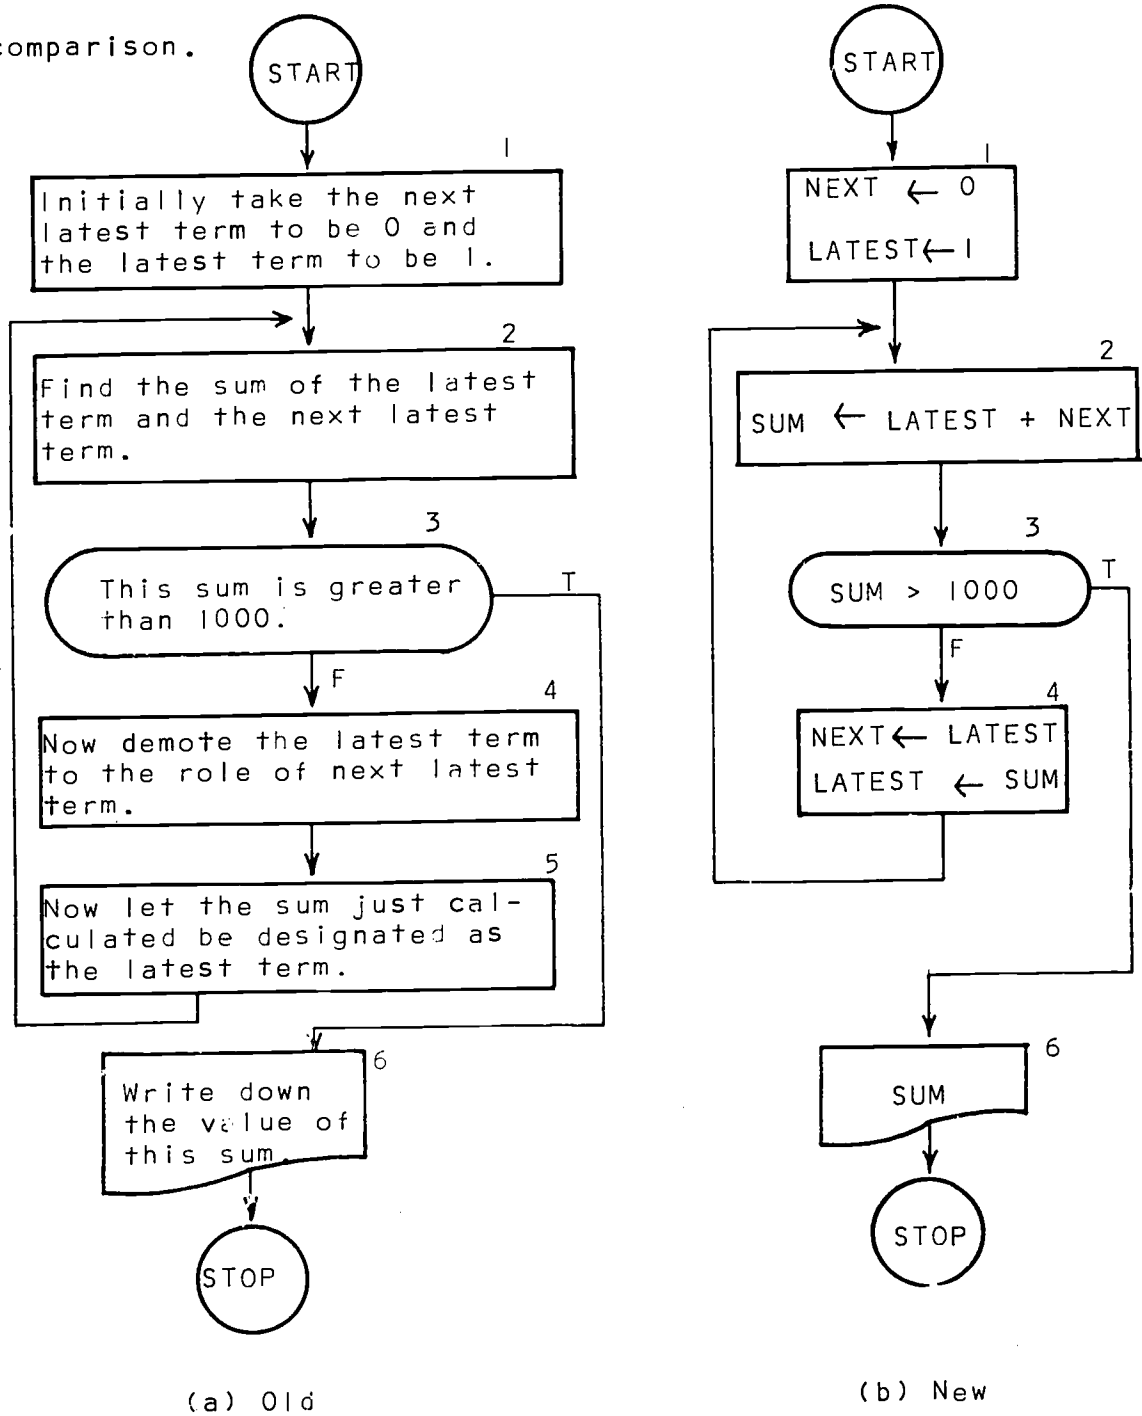 comparison.
START
1
Initially take the next
latest term to be 0 and
the latest term to be 1.
2
Find the sum of the latest
term and the next latest
term.
3
This sum is greater
than 1000.
T
F
4
Now demote the latest term
to the role of next latest
term.
5
Now let the sum just cal-
culated be designated as
the latest term.
6
Write down
the value of
this sum.
STOP
(a) Old
START
1
NEXT ← 0
LATEST ← 1
2
SUM ← LATEST + NEXT
3
SUM > 1000
T
F
4
NEXT ← LATEST
LATEST ← SUM
6
SUM
STOP
(b) New